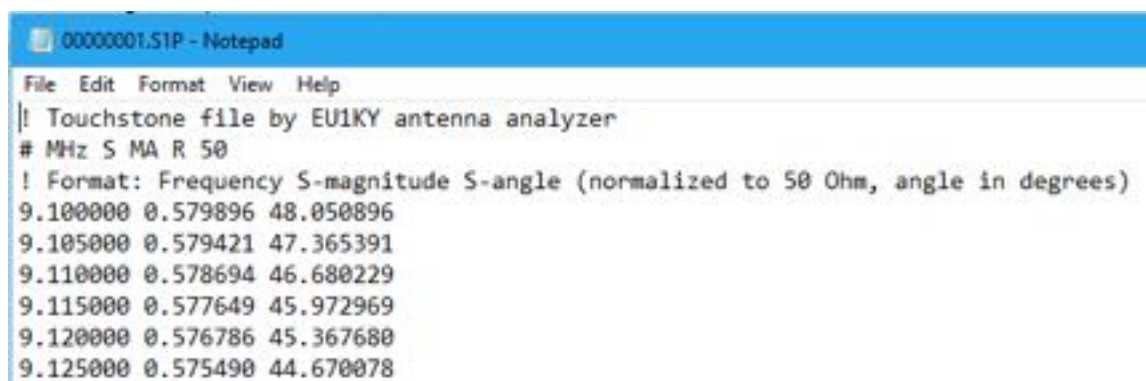 00000001.S1P - Notepad
File Edit Format View Help
! Touchstone file by EU1KY antenna analyzer
# MHz S MA R 50
! Format: Frequency S-magnitude S-angle (normalized to 50 Ohm, angle in degrees)
9.100000 0.579896 48.050896
9.105000 0.579421 47.365391
9.110000 0.578694 46.680229
9.115000 0.577649 45.972969
9.120000 0.576786 45.367680
9.125000 0.575490 44.670078